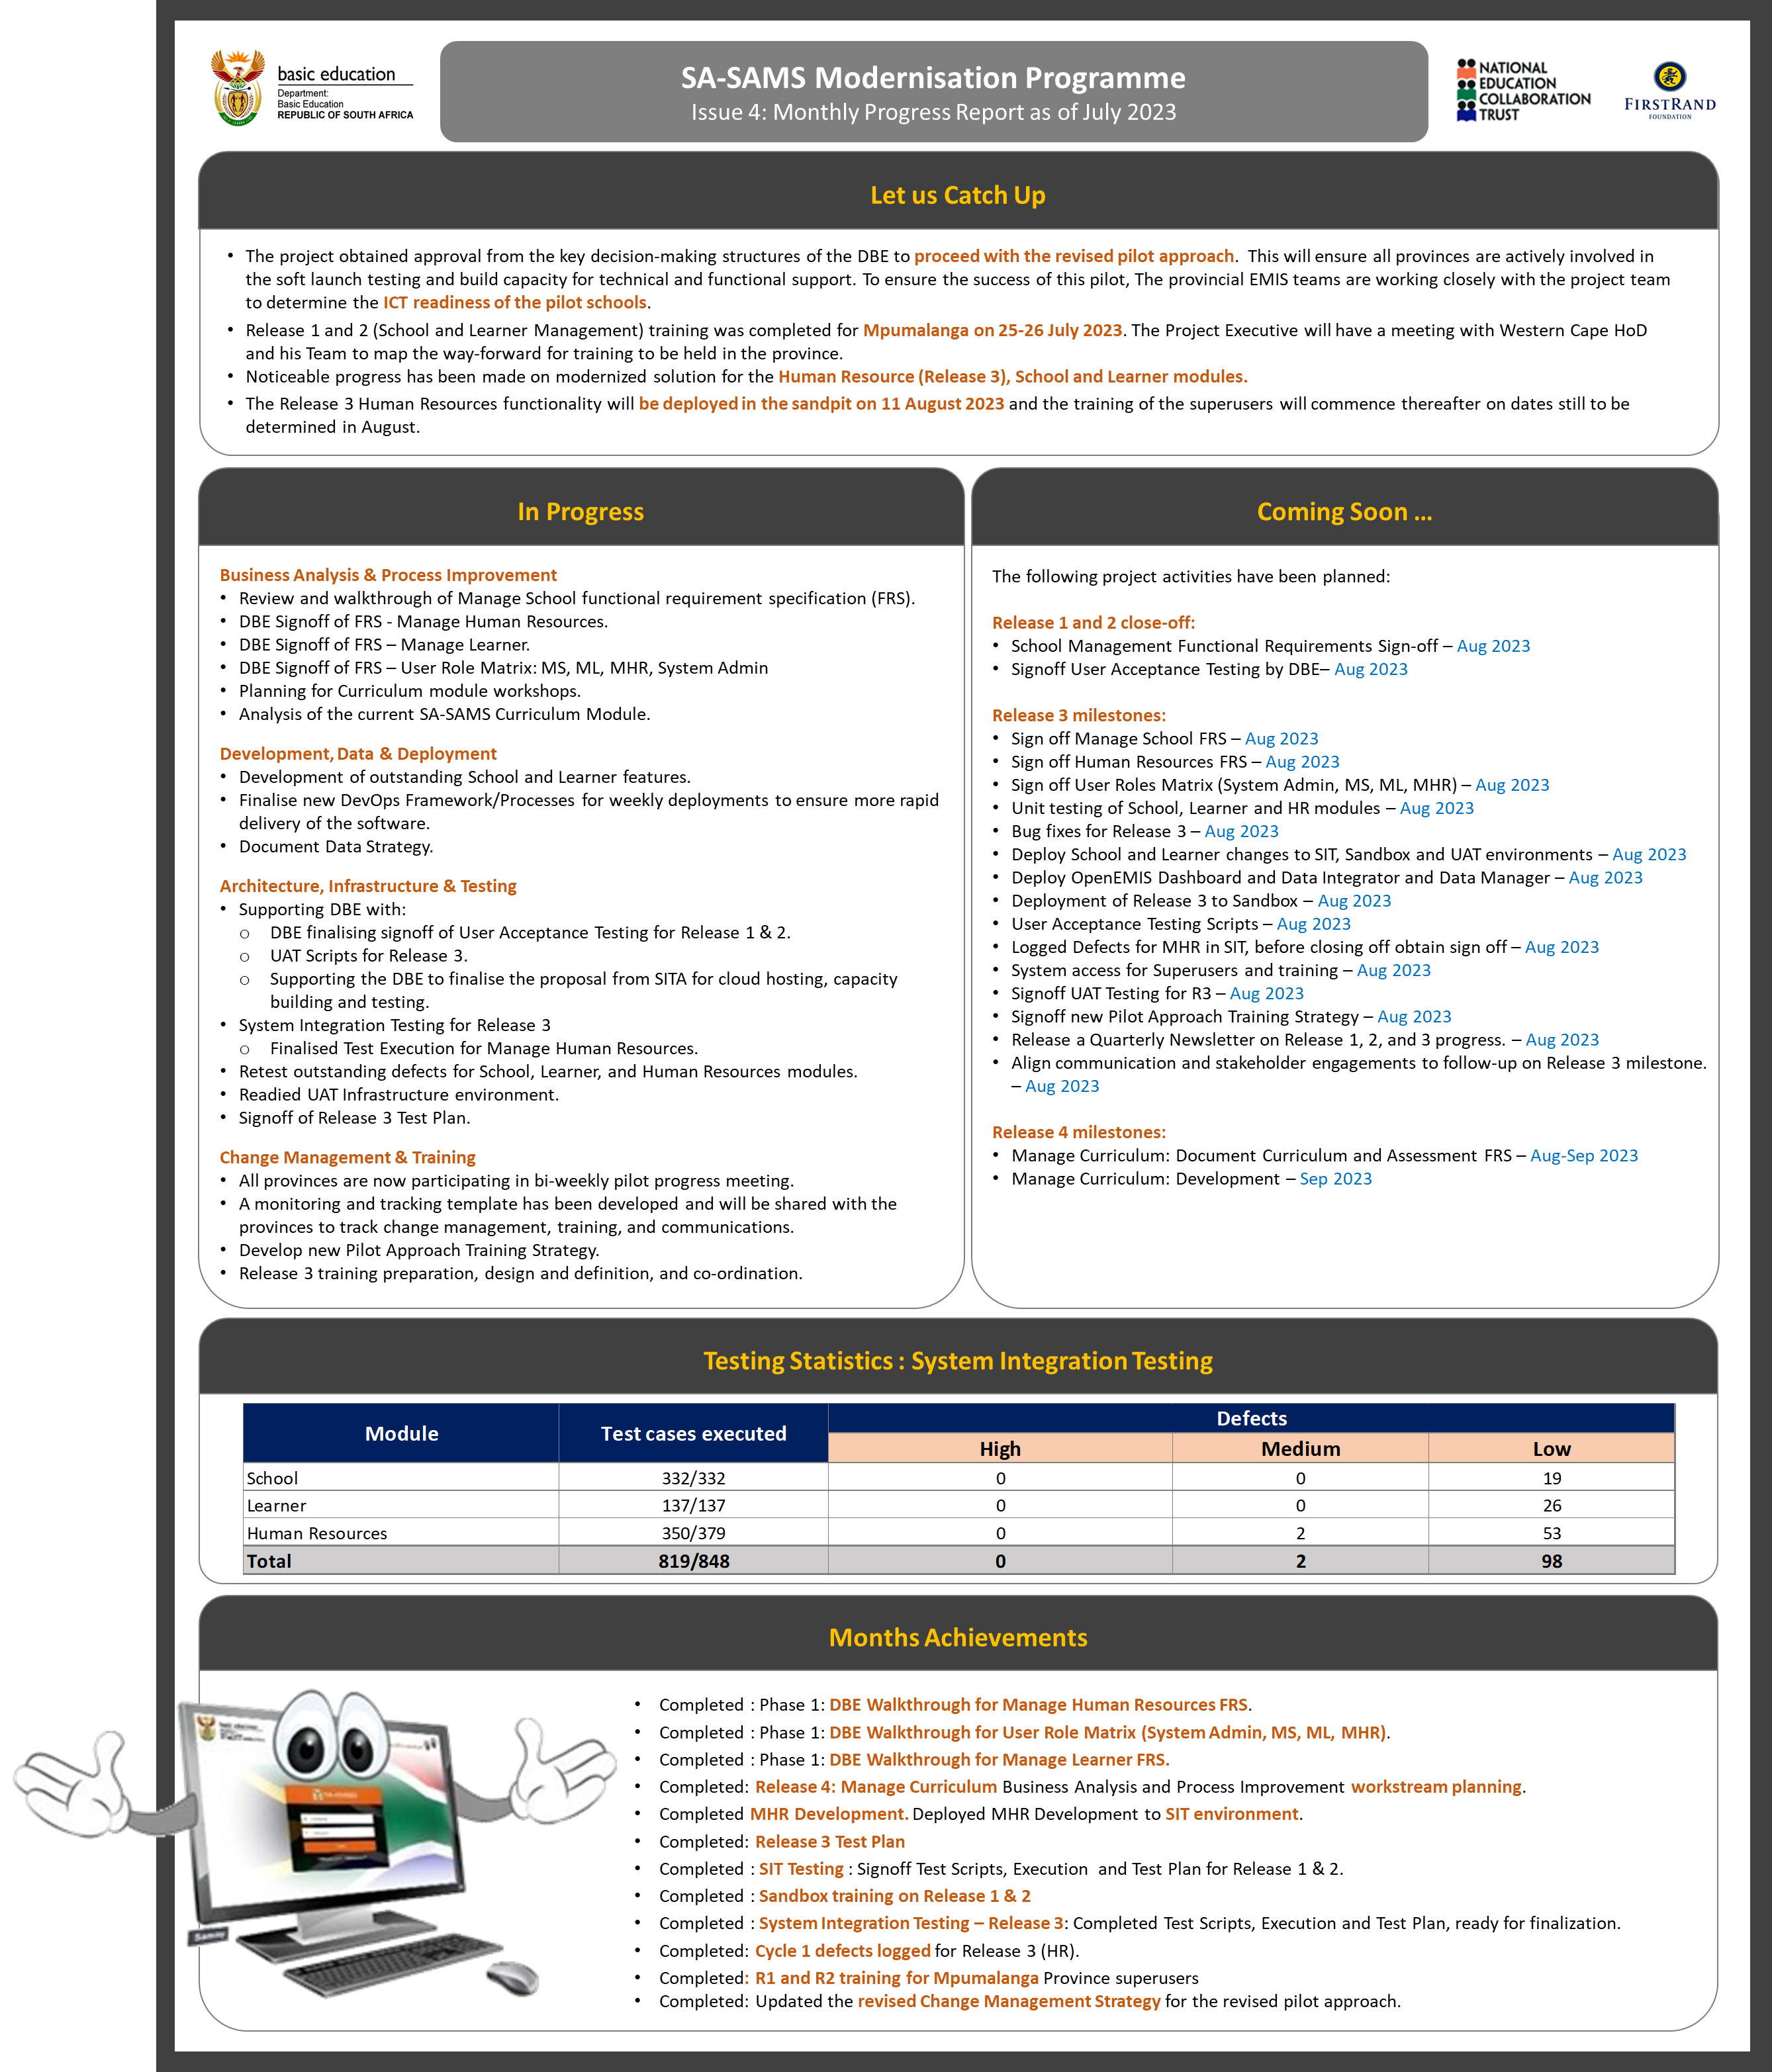 basic education
Department:
Basic Education
REPUBLIC OF SOUTH AFRICA
SA-SAMS Modernisation Programme
Issue 4: Monthly Progress Report as of July 2023
NATIONAL
EDUCATION
COLLABORATION
TRUST
FIRSTRAND
FOUNDATION
Let us Catch Up
• The project obtained approval from the key decision-making structures of the DBE to proceed with the revised pilot approach. This will ensure all provinces are actively involved in
the soft launch testing and build capacity for technical and functional support. To ensure the success of this pilot, The provincial EMIS teams are working closely with the project team
to determine the ICT readiness of the pilot schools.
• Release 1 and 2 (School and Learner Management) training was completed for Mpumalanga on 25-26 July 2023. The Project Executive will have a meeting with Western Cape HoD
and his Team to map the way-forward for training to be held in the province.
• Noticeable progress has been made on modernized solution for the Human Resource (Release 3), School and Learner modules.
• The Release 3 Human Resources functionality will be deployed in the sandpit on 11 August 2023 and the training of the superusers will commence thereafter on dates still to be
determined in August.
In Progress
Business Analysis & Process Improvement
• Review and walkthrough of Manage School functional requirement specification (FRS).
• DBE Signoff of FRS - Manage Human Resources.
• DBE Signoff of FRS – Manage Learner.
• DBE Signoff of FRS – User Role Matrix: MS, ML, MHR, System Admin
• Planning for Curriculum module workshops.
• Analysis of the current SA-SAMS Curriculum Module.
Development, Data & Deployment
• Development of outstanding School and Learner features.
• Finalise new DevOps Framework/Processes for weekly deployments to ensure more rapid
delivery of the software.
• Document Data Strategy.
Architecture, Infrastructure & Testing
• Supporting DBE with:
o DBE finalising signoff of User Acceptance Testing for Release 1 & 2.
o UAT Scripts for Release 3.
o Supporting the DBE to finalise the proposal from SITA for cloud hosting, capacity
building and testing.
• System Integration Testing for Release 3
o Finalised Test Execution for Manage Human Resources.
• Retest outstanding defects for School, Learner, and Human Resources modules.
• Readied UAT Infrastructure environment.
• Signoff of Release 3 Test Plan.
Change Management & Training
• All provinces are now participating in bi-weekly pilot progress meeting.
• A monitoring and tracking template has been developed and will be shared with the
provinces to track change management, training, and communications.
• Develop new Pilot Approach Training Strategy.
• Release 3 training preparation, design and definition, and co-ordination.
Coming Soon ...
The following project activities have been planned:
Release 1 and 2 close-off:
• School Management Functional Requirements Sign-off – Aug 2023
• Signoff User Acceptance Testing by DBE– Aug 2023
Release 3 milestones:
• Sign off Manage School FRS – Aug 2023
• Sign off Human Resources FRS – Aug 2023
• Sign off User Roles Matrix (System Admin, MS, ML, MHR) – Aug 2023
• Unit testing of School, Learner and HR modules – Aug 2023
• Bug fixes for Release 3 – Aug 2023
• Deploy School and Learner changes to SIT, Sandbox and UAT environments – Aug 2023
• Deploy OpenEMIS Dashboard and Data Integrator and Data Manager – Aug 2023
• Deployment of Release 3 to Sandbox – Aug 2023
• User Acceptance Testing Scripts – Aug 2023
• Logged Defects for MHR in SIT, before closing off obtain sign off – Aug 2023
• System access for Superusers and training – Aug 2023
• Signoff UAT Testing for R3 – Aug 2023
• Signoff new Pilot Approach Training Strategy – Aug 2023
• Release a Quarterly Newsletter on Release 1, 2, and 3 progress. – Aug 2023
• Align communication and stakeholder engagements to follow-up on Release 3 milestone.
– Aug 2023
Release 4 milestones:
• Manage Curriculum: Document Curriculum and Assessment FRS – Aug-Sep 2023
• Manage Curriculum: Development – Sep 2023
Testing Statistics : System Integration Testing
Module Test cases executed Defects
High Medium Low
School 332/332 0 0 19
Learner 137/137 0 0 26
Human Resources 350/379 0 2 53
Total 819/848 0 2 98
Months Achievements
• Completed : Phase 1: DBE Walkthrough for Manage Human Resources FRS.
• Completed : Phase 1: DBE Walkthrough for User Role Matrix (System Admin, MS, ML, MHR).
• Completed : Phase 1: DBE Walkthrough for Manage Learner FRS.
• Completed: Release 4: Manage Curriculum Business Analysis and Process Improvement workstream planning.
• Completed MHR Development. Deployed MHR Development to SIT environment.
• Completed: Release 3 Test Plan
• Completed : SIT Testing : Signoff Test Scripts, Execution and Test Plan for Release 1 & 2.
• Completed : Sandbox training on Release 1 & 2
• Completed : System Integration Testing – Release 3: Completed Test Scripts, Execution and Test Plan, ready for finalization.
• Completed: Cycle 1 defects logged for Release 3 (HR).
• Completed: R1 and R2 training for Mpumalanga Province superusers
• Completed: Updated the revised Change Management Strategy for the revised pilot approach.
basic education
Sammy